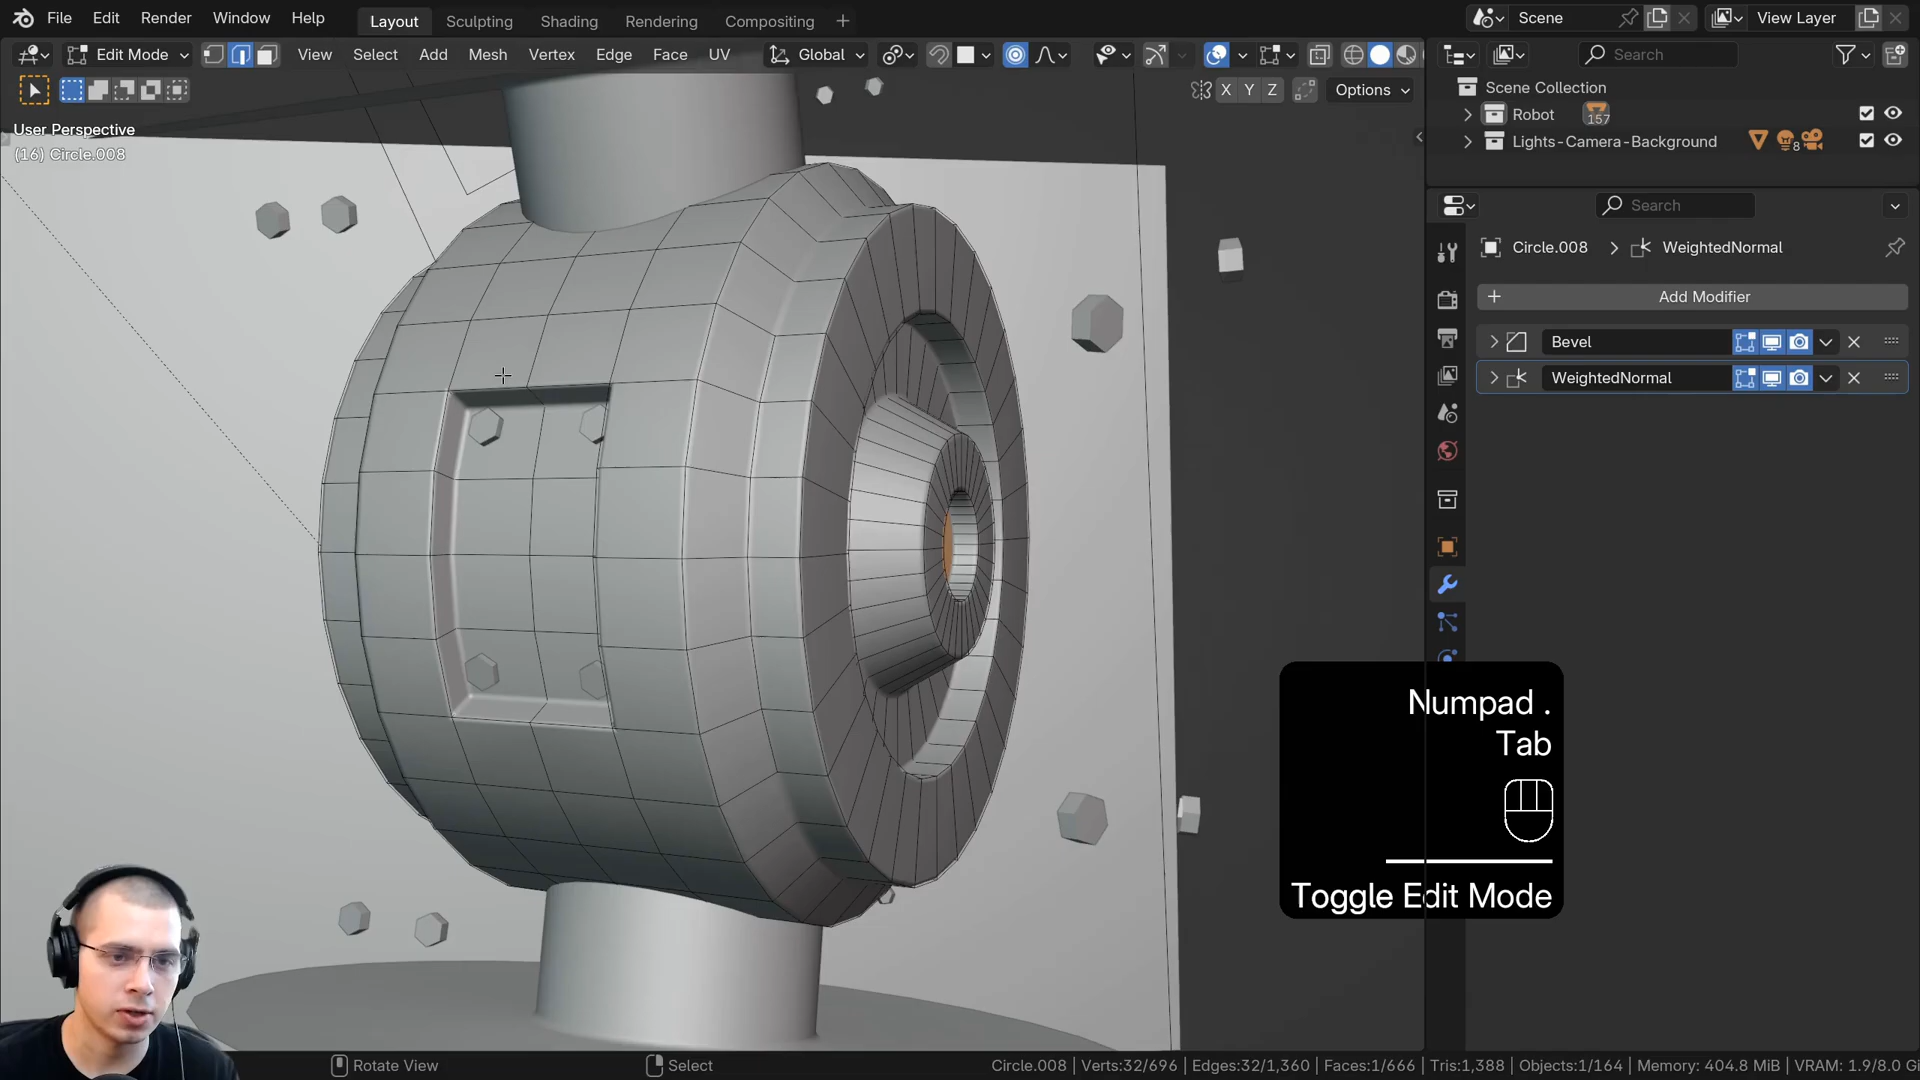 File Edit Render Window Help Layout Sculpting Shading Rendering Compositing + Scene View Layer
Edit Mode View Select Add Mesh Vertex Edge Face UV Global Search
X Y Z Options
User Perspective
(16) Circle.008
Scene Collection
Robot 157
Lights-Camera-Background 8
Search
Circle.008 > WeightedNormal
+ Add Modifier
Bevel
WeightedNormal
Numpad .
Tab
Toggle Edit Mode
Rotate View Select Circle.008 | Verts:32/696 | Edges:32/1,360 | Faces:1/666 | Tris:1,388 | Objects:1/164 | Memory: 404.8 MiB | VRAM: 1.9/8.0 Gi